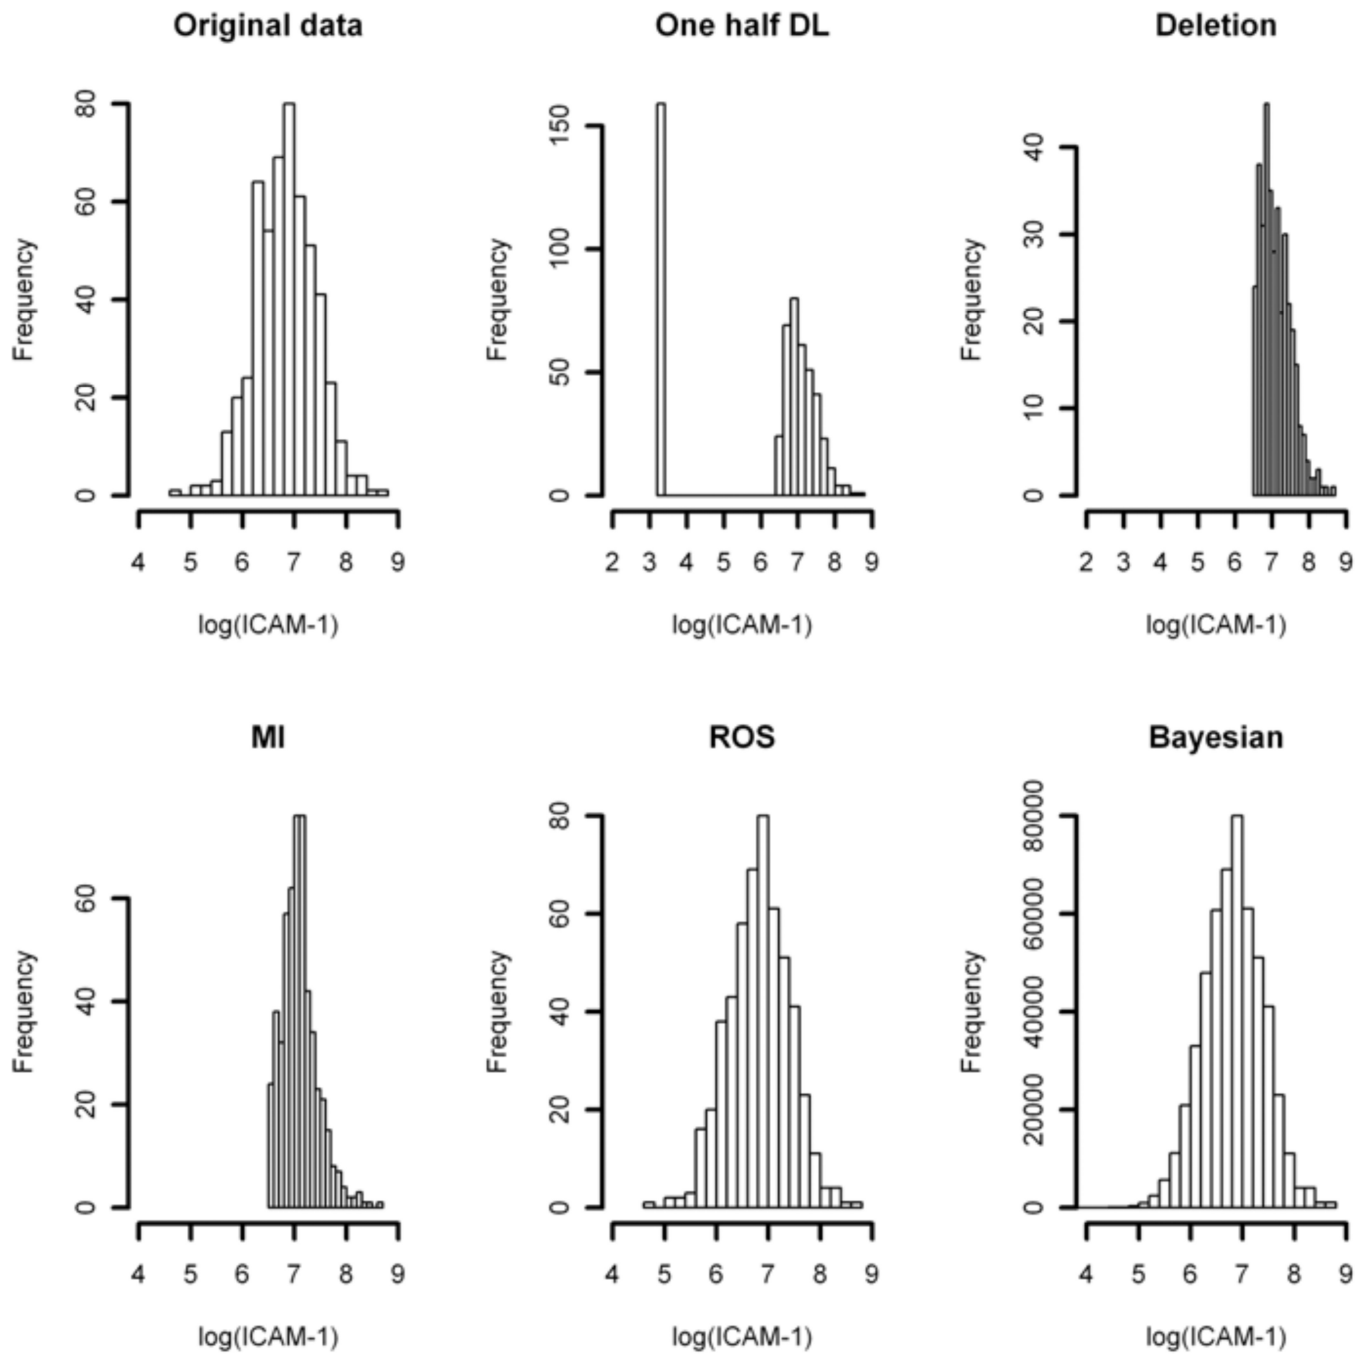 Original data
One half DL
Deletion
Frequency
0 20 40 60 80
4 5 6 7 8 9
log(ICAM-1)
Frequency
0 50 100 150
2 3 4 5 6 7 8 9
log(ICAM-1)
Frequency
0 10 20 30 40
2 3 4 5 6 7 8 9
log(ICAM-1)
MI
ROS
Bayesian
Frequency
0 20 40 60
4 5 6 7 8 9
log(ICAM-1)
Frequency
0 20 40 60 80
4 5 6 7 8 9
log(ICAM-1)
Frequency
0 20000 40000 60000 80000
4 5 6 7 8 9
log(ICAM-1)